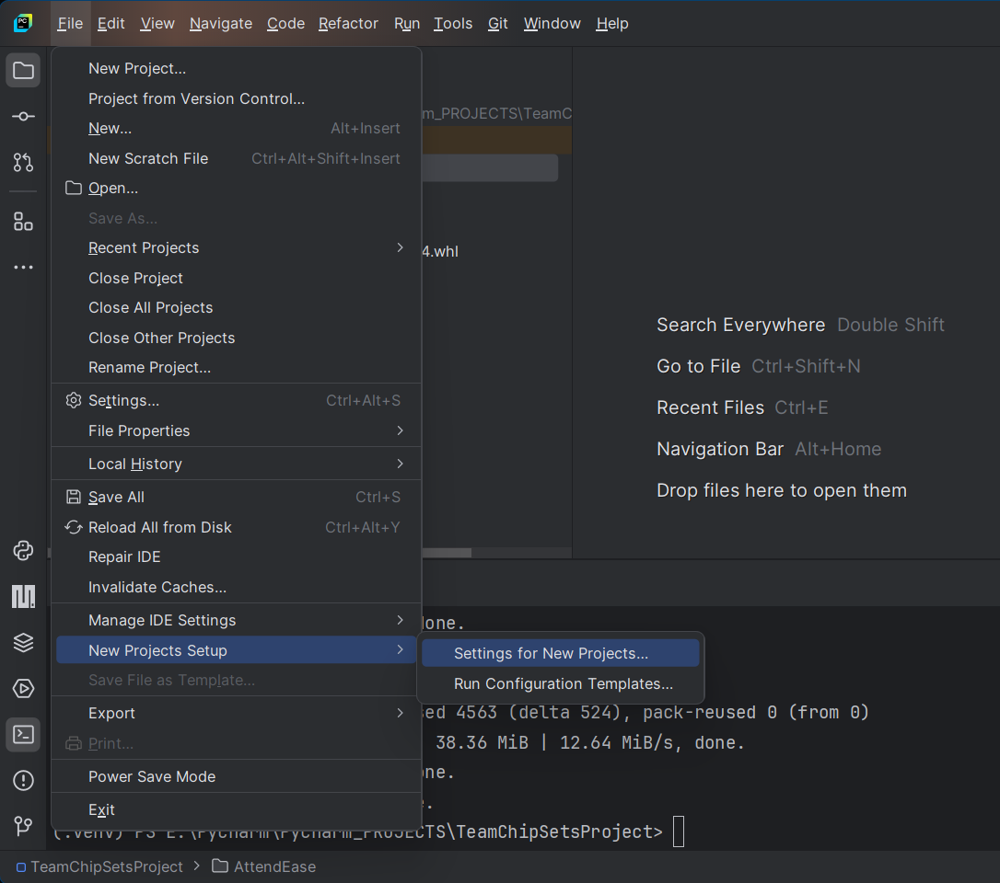 PC
File Edit View Navigate Code Refactor Run Tools Git Window Help
New Project...
Project from Version Control...
m_PROJECTS\TeamC
New... Alt+Insert
New Scratch File Ctrl+Alt+Shift+Insert
Open...
Save As...
Recent Projects
4.whl
Close Project
Close All Projects
Close Other Projects
Rename Project...
Settings... Ctrl+Alt+S
File Properties
Local History
Save All Ctrl+S
Reload All from Disk Ctrl+Alt+Y
Repair IDE
Invalidate Caches...
Manage IDE Settings
New Projects Setup
Save File as Template...
Export
Print...
Power Save Mode
Exit
Settings for New Projects...
Run Configuration Templates...
Search Everywhere Double Shift
Go to File Ctrl+Shift+N
Recent Files Ctrl+E
Navigation Bar Alt+Home
Drop files here to open them
done.
sed 4563 (delta 524), pack-reused 0 (from 0)
38.36 MiB | 12.64 MiB/s, done.
one.
e.
(.venv) PS E:\PyCharm\PyCharm_PROJECTS\TeamChipSetsProject>
TeamChipSetsProject > AttendEase